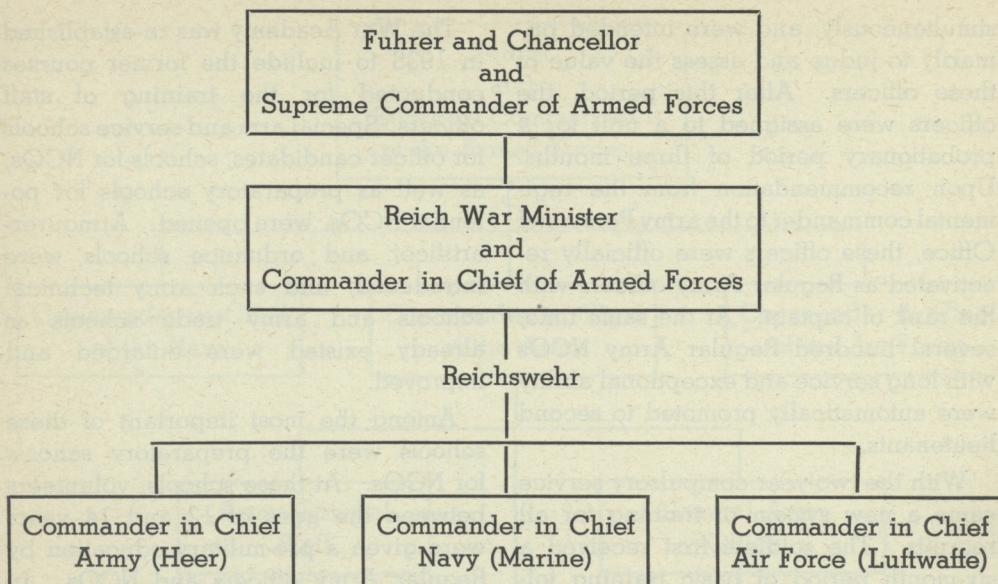 Fuhrer and Chancellor
and
Supreme Commander of Armed Forces
Reich War Minister
and
Commander in Chief of Armed Forces
Reichswehr
Commander in Chief
Army (Heer)
Commander in Chief
Navy (Marine)
Commander in Chief
Air Force (Luftwaffe)